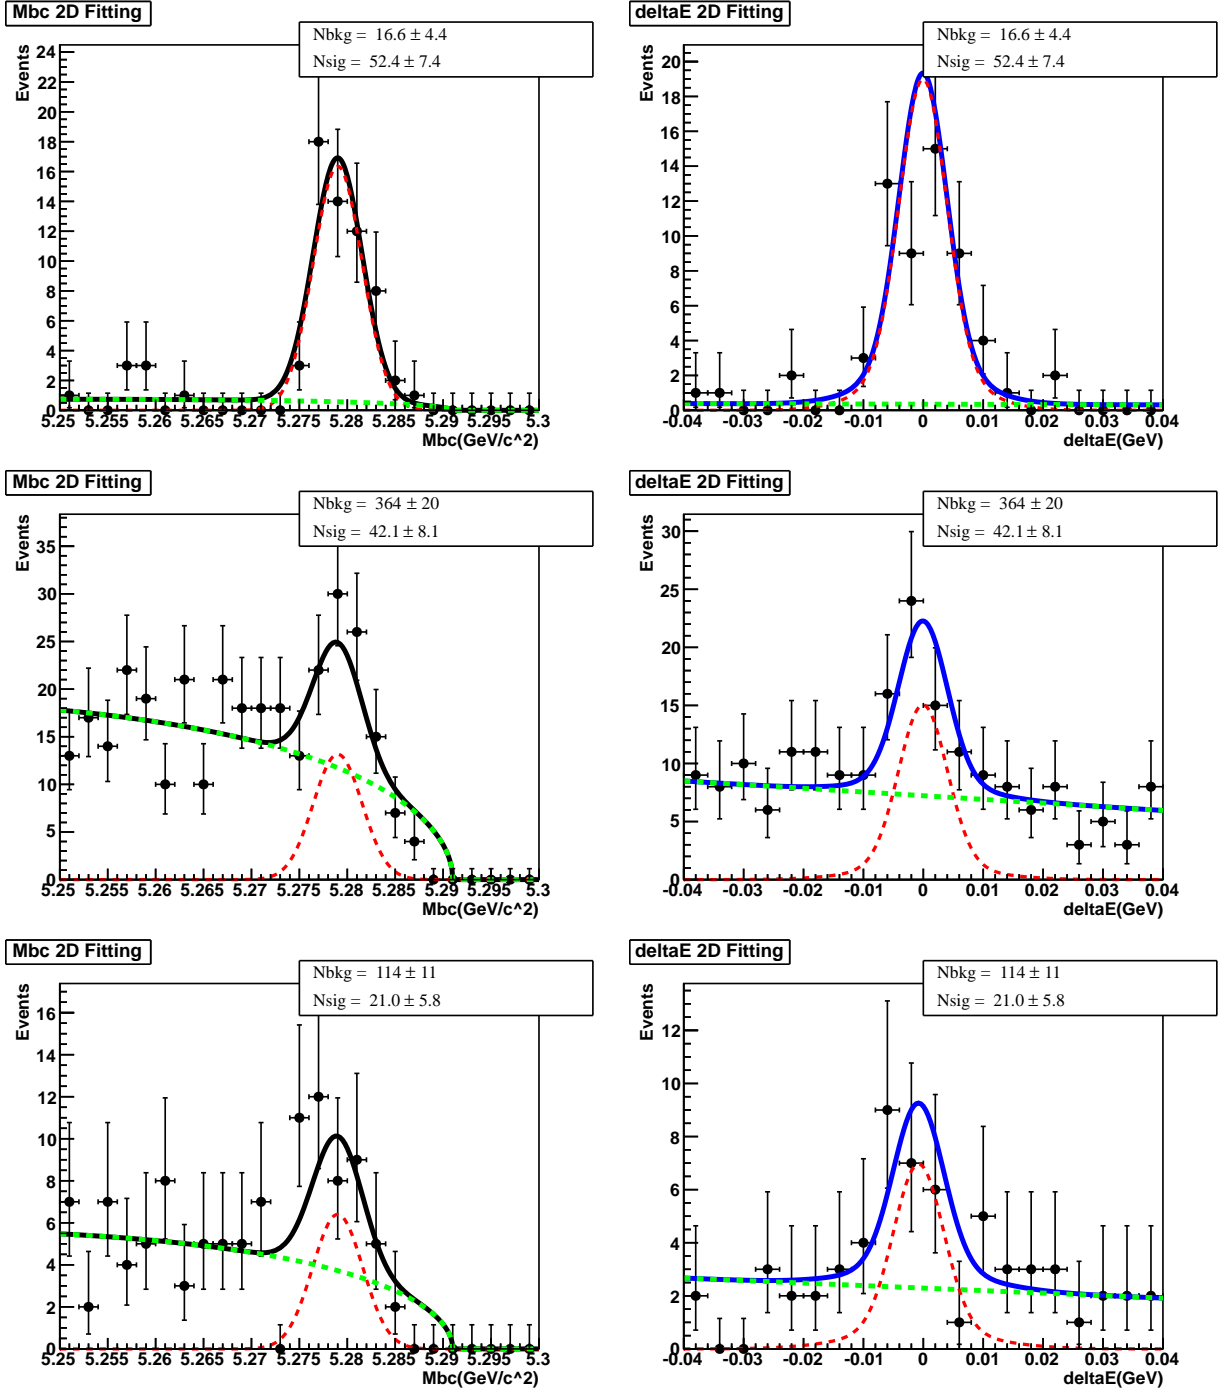 Mbc 2D Fitting
Nbkg = 16.6 ± 4.4
Nsig = 52.4 ± 7.4
Events
24
22
20
18
16
14
12
10
8
6
4
2
0
5.25 5.255 5.26 5.265 5.27 5.275 5.28 5.285 5.29 5.295 5.3
Mbc(GeV/c^2)
deltaE 2D Fitting
Nbkg = 16.6 ± 4.4
Nsig = 52.4 ± 7.4
Events
20
18
16
14
12
10
8
6
4
2
0
-0.04 -0.03 -0.02 -0.01 0 0.01 0.02 0.03 0.04
deltaE(GeV)
Mbc 2D Fitting
Nbkg = 364 ± 20
Nsig = 42.1 ± 8.1
Events
35
30
25
20
15
10
5
0
5.25 5.255 5.26 5.265 5.27 5.275 5.28 5.285 5.29 5.295 5.3
Mbc(GeV/c^2)
deltaE 2D Fitting
Nbkg = 364 ± 20
Nsig = 42.1 ± 8.1
Events
30
25
20
15
10
5
0
-0.04 -0.03 -0.02 -0.01 0 0.01 0.02 0.03 0.04
deltaE(GeV)
Mbc 2D Fitting
Nbkg = 114 ± 11
Nsig = 21.0 ± 5.8
Events
16
14
12
10
8
6
4
2
0
5.25 5.255 5.26 5.265 5.27 5.275 5.28 5.285 5.29 5.295 5.3
Mbc(GeV/c^2)
deltaE 2D Fitting
Nbkg = 114 ± 11
Nsig = 21.0 ± 5.8
Events
12
10
8
6
4
2
0
-0.04 -0.03 -0.02 -0.01 0 0.01 0.02 0.03 0.04
deltaE(GeV)